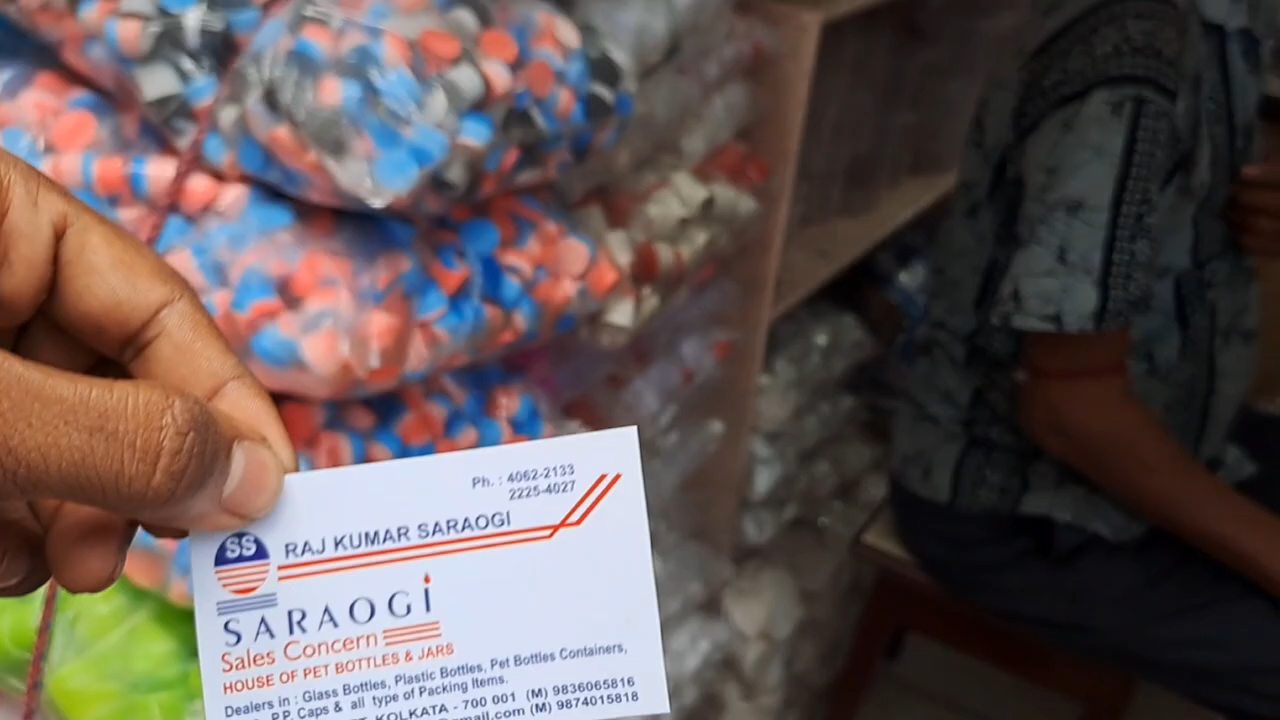 Ph. : 4062-2133
2225-4027
SS
RAJ KUMAR SARAOGI
SARAOGi
Sales Concern
HOUSE OF PET BOTTLES & JARS
Dealers in : Glass Bottles, Plastic Bottles, Pet Bottles Containers,
P.P. Caps & all type of Packing Items.
KOLKATA - 700 001 (M) 9836065816
@gmail.com (M) 9874015818